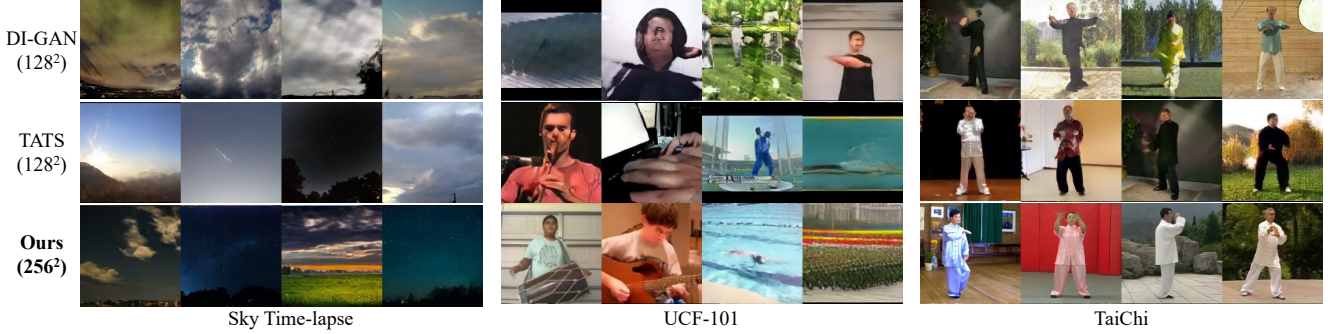 DI-GAN
(128²)
TATS
(128²)
Ours
(256²)
Sky Time-lapse
UCF-101
TaiChi